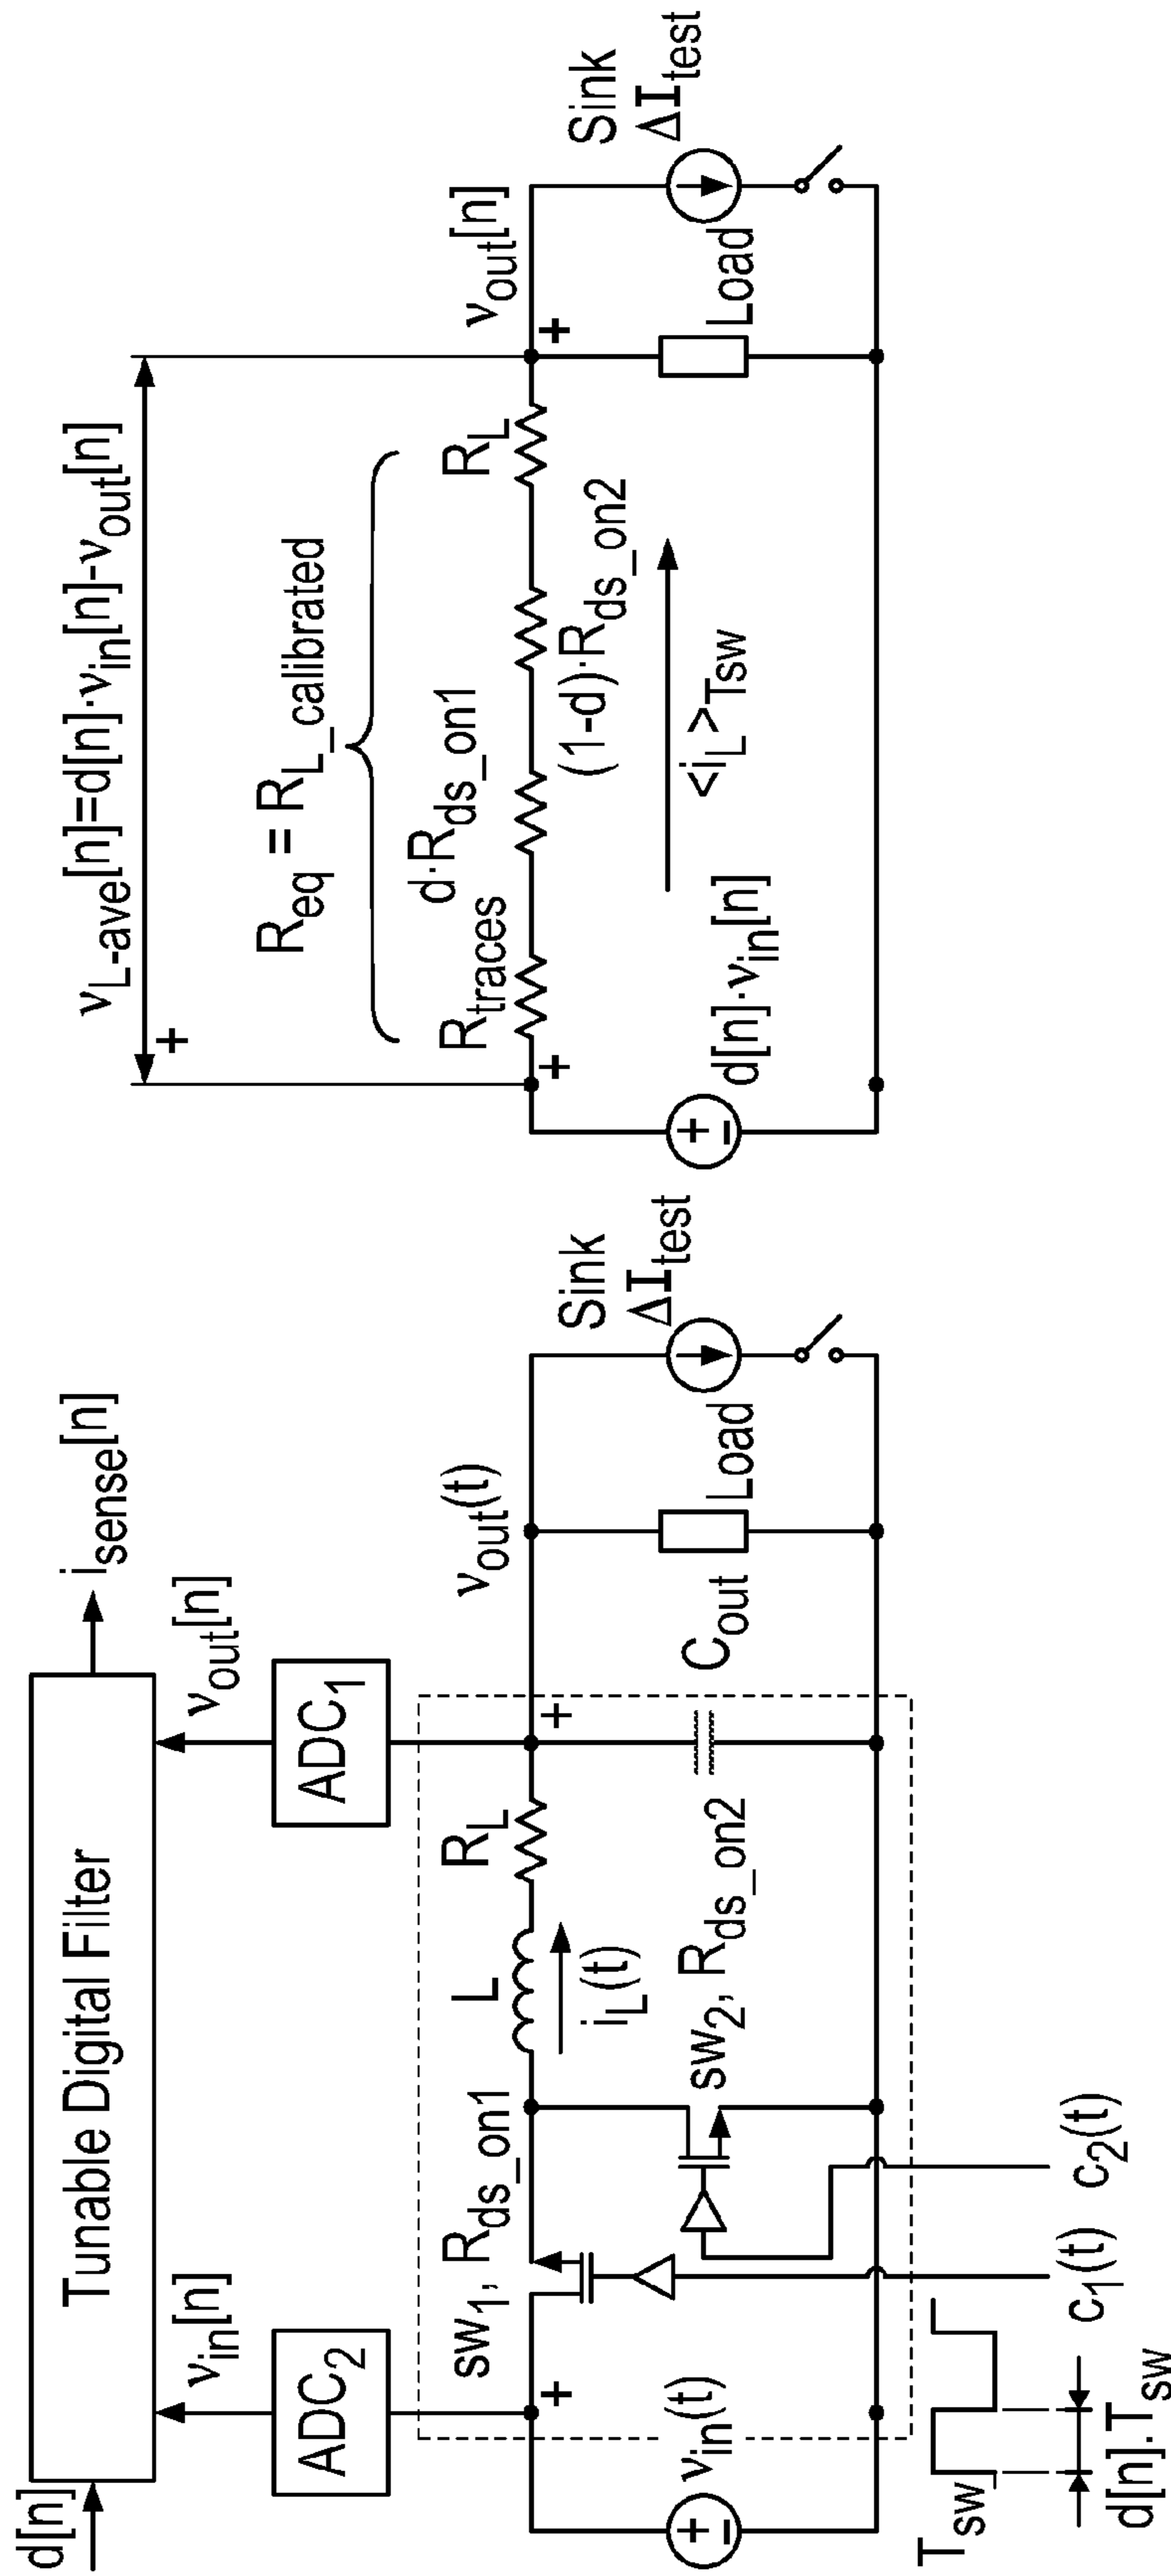 d[n]
Tunable Digital Filter
i_sense[n]
v_in[n]
v_out[n]
ADC_2
ADC_1
sw_1, R_ds_on1
L
R_L
v_out(t)
Sink
ΔI_test
+
+
i_L(t)
v_in(t)
+
-
sw_2, R_ds_on2
C_out
Load
T_sw
c_1(t)
c_2(t)
d[n].T_sw
v_L-ave[n]=d[n]·v_in[n]-v_out[n]
+
R_eq = R_L_calibrated
R_traces
d·R_ds_on1
(1-d)·R_ds_on2
R_L
v_out[n]
Sink
ΔI_test
+
+
<i_L>_Tsw
d[n]·v_in[n]
+
-
Load